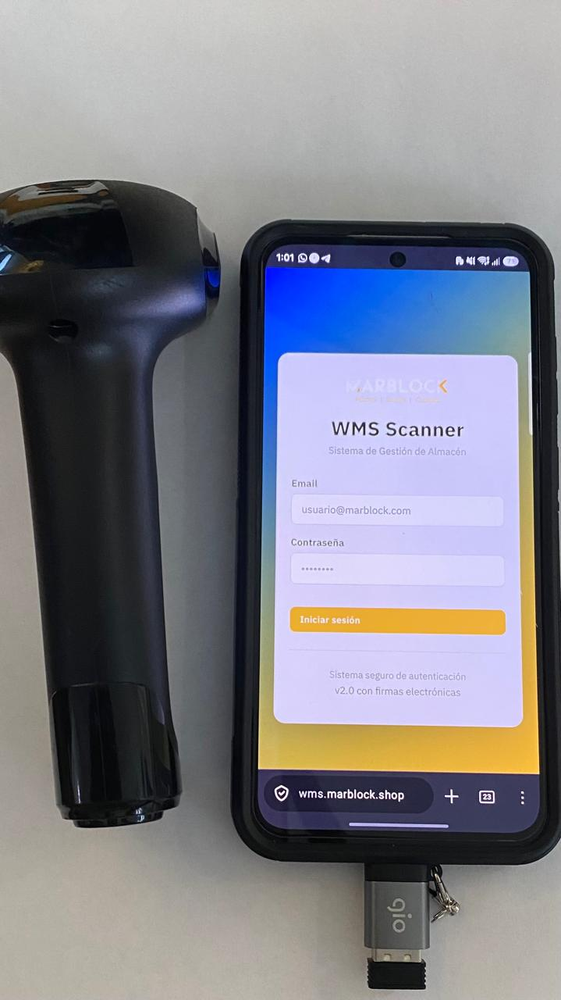 1:01
71
MARBLOCK
WMS Scanner
Sistema de Gestión de Almacén
Email
usuario@marblock.com
Contraseña
••••••••
Iniciar sesión
Sistema seguro de autenticación
v2.0 con firmas electrónicas
wms.marblock.shop
23
gio